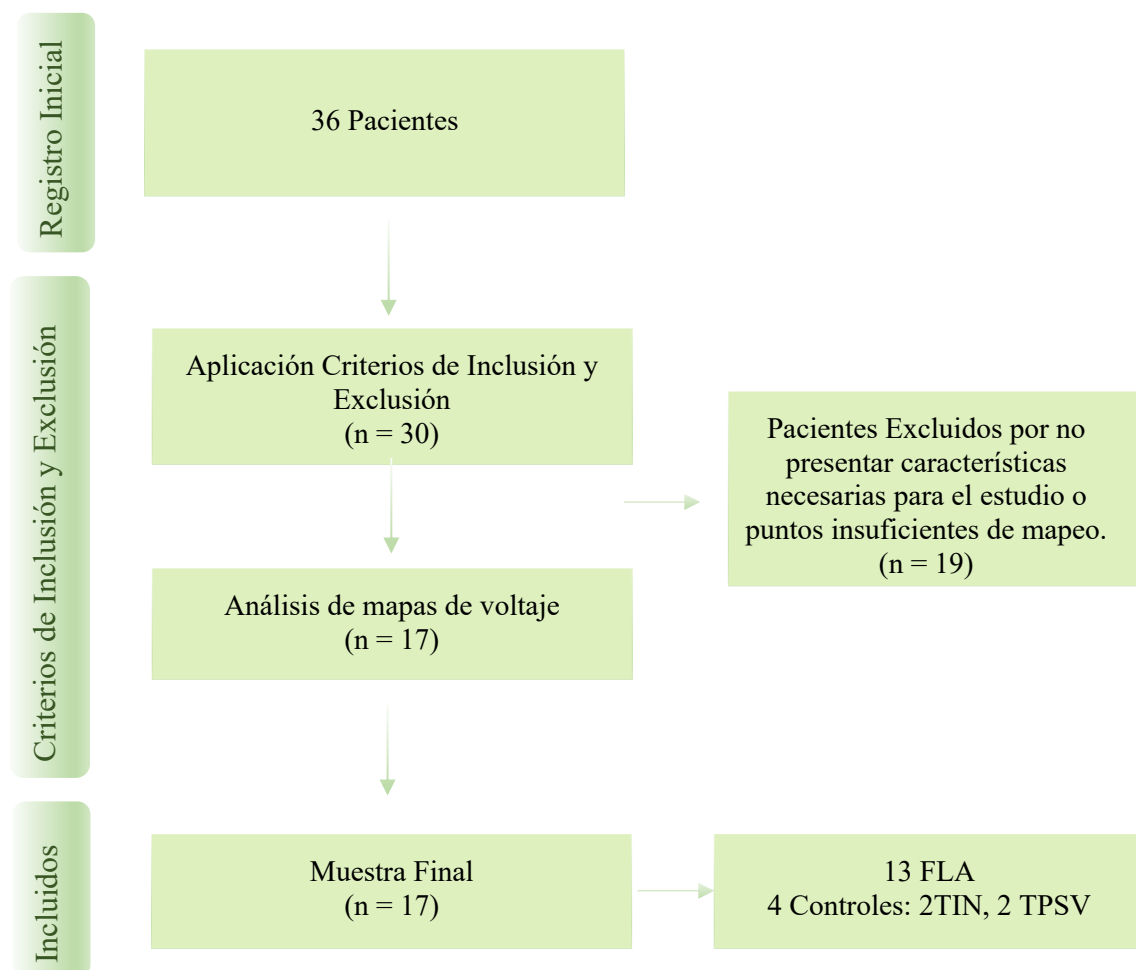 Registro Inicial
36 Pacientes
Criterios de Inclusión y Exclusión
Aplicación Criterios de Inclusión y
Exclusión
(n = 30)
Pacientes Excluidos por no
presentar características
necesarias para el estudio o
puntos insuficientes de mapeo.
(n = 19)
Análisis de mapas de voltaje
(n = 17)
Incluidos
Muestra Final
(n = 17)
13 FLA
4 Controles: 2TIN, 2 TPSV